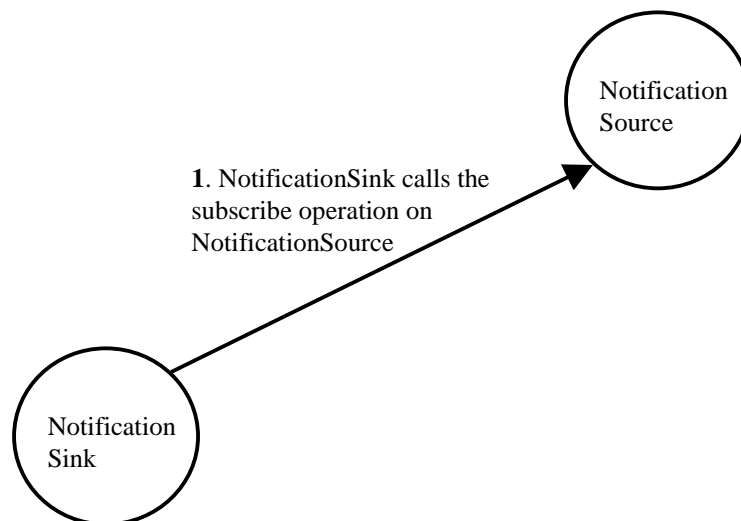 Notification
Source
1. NotificationSink calls the
subscribe operation on
NotificationSource
Notification
Sink